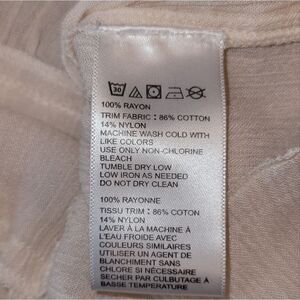 30
100% RAYON
TRIM FABRIC : 86% COTTON
14% NYLON
MACHINE WASH COLD WITH
LIKE COLORS
USE ONLY NON-CHLORINE
BLEACH
TUMBLE DRY LOW
LOW IRON AS NEEDED
DO NOT DRY CLEAN
100% RAYONNE
TISSU TRIM : 86% COTON
14% NYLON
LAVER À LA MACHINE À
L'EAU FROIDE AVEC
COULEURS SIMILAIRES
UTILISER UN AGENT DE
BLANCHIMENT SANS
CHLORE SI NÉCESSAIRE
SECHER PAR CULBUTAGE À
BASSE TEMPERATURE